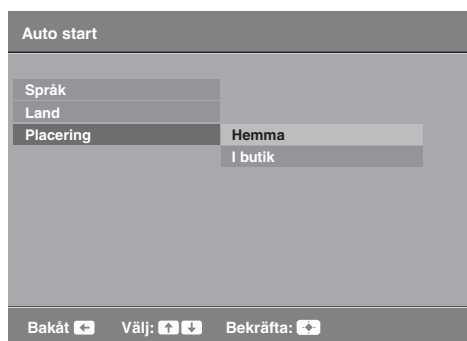 Auto start
Språk
Land
Placering Hemma
I butik
Bakåt Välj: Bekräfta: